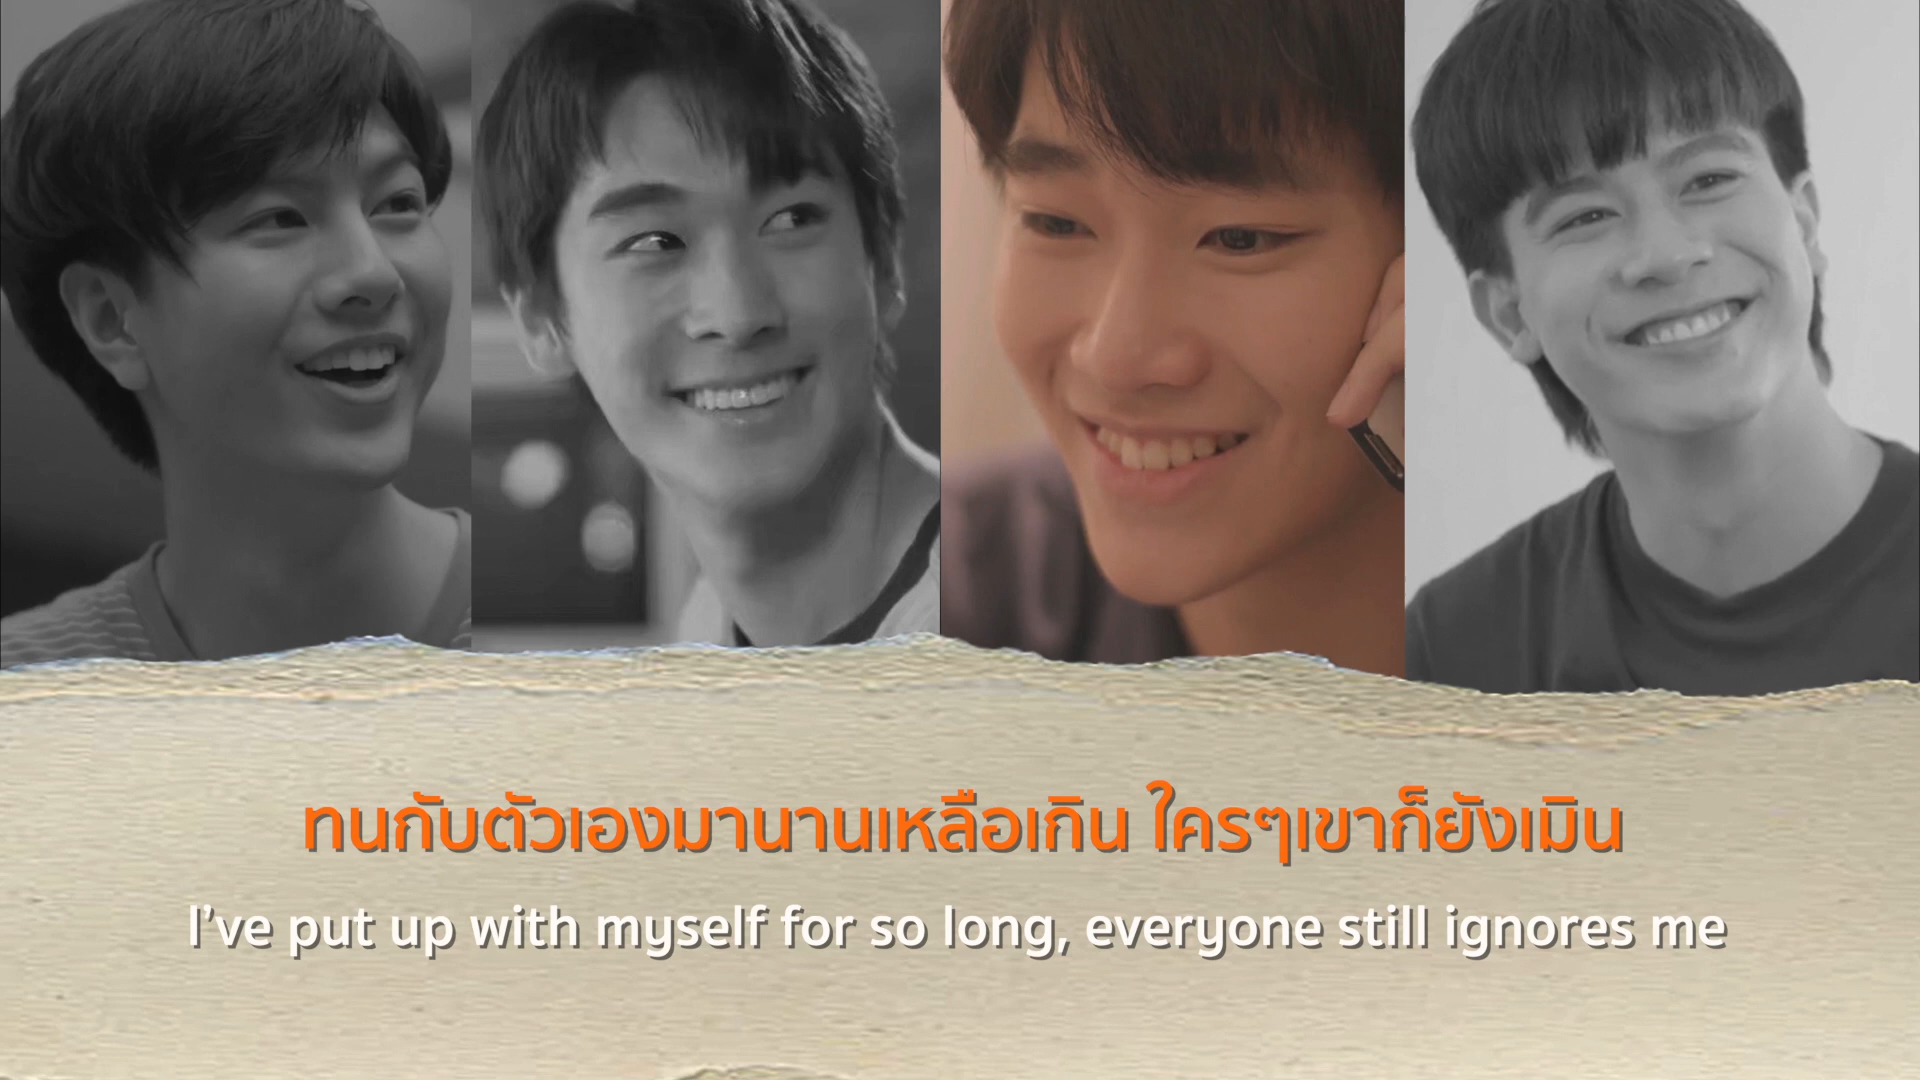 ทนกับตัวเองมานานเหลือเกิน ใครๆเขาก็ยังเมิน
I've put up with myself for so long, everyone still ignores me